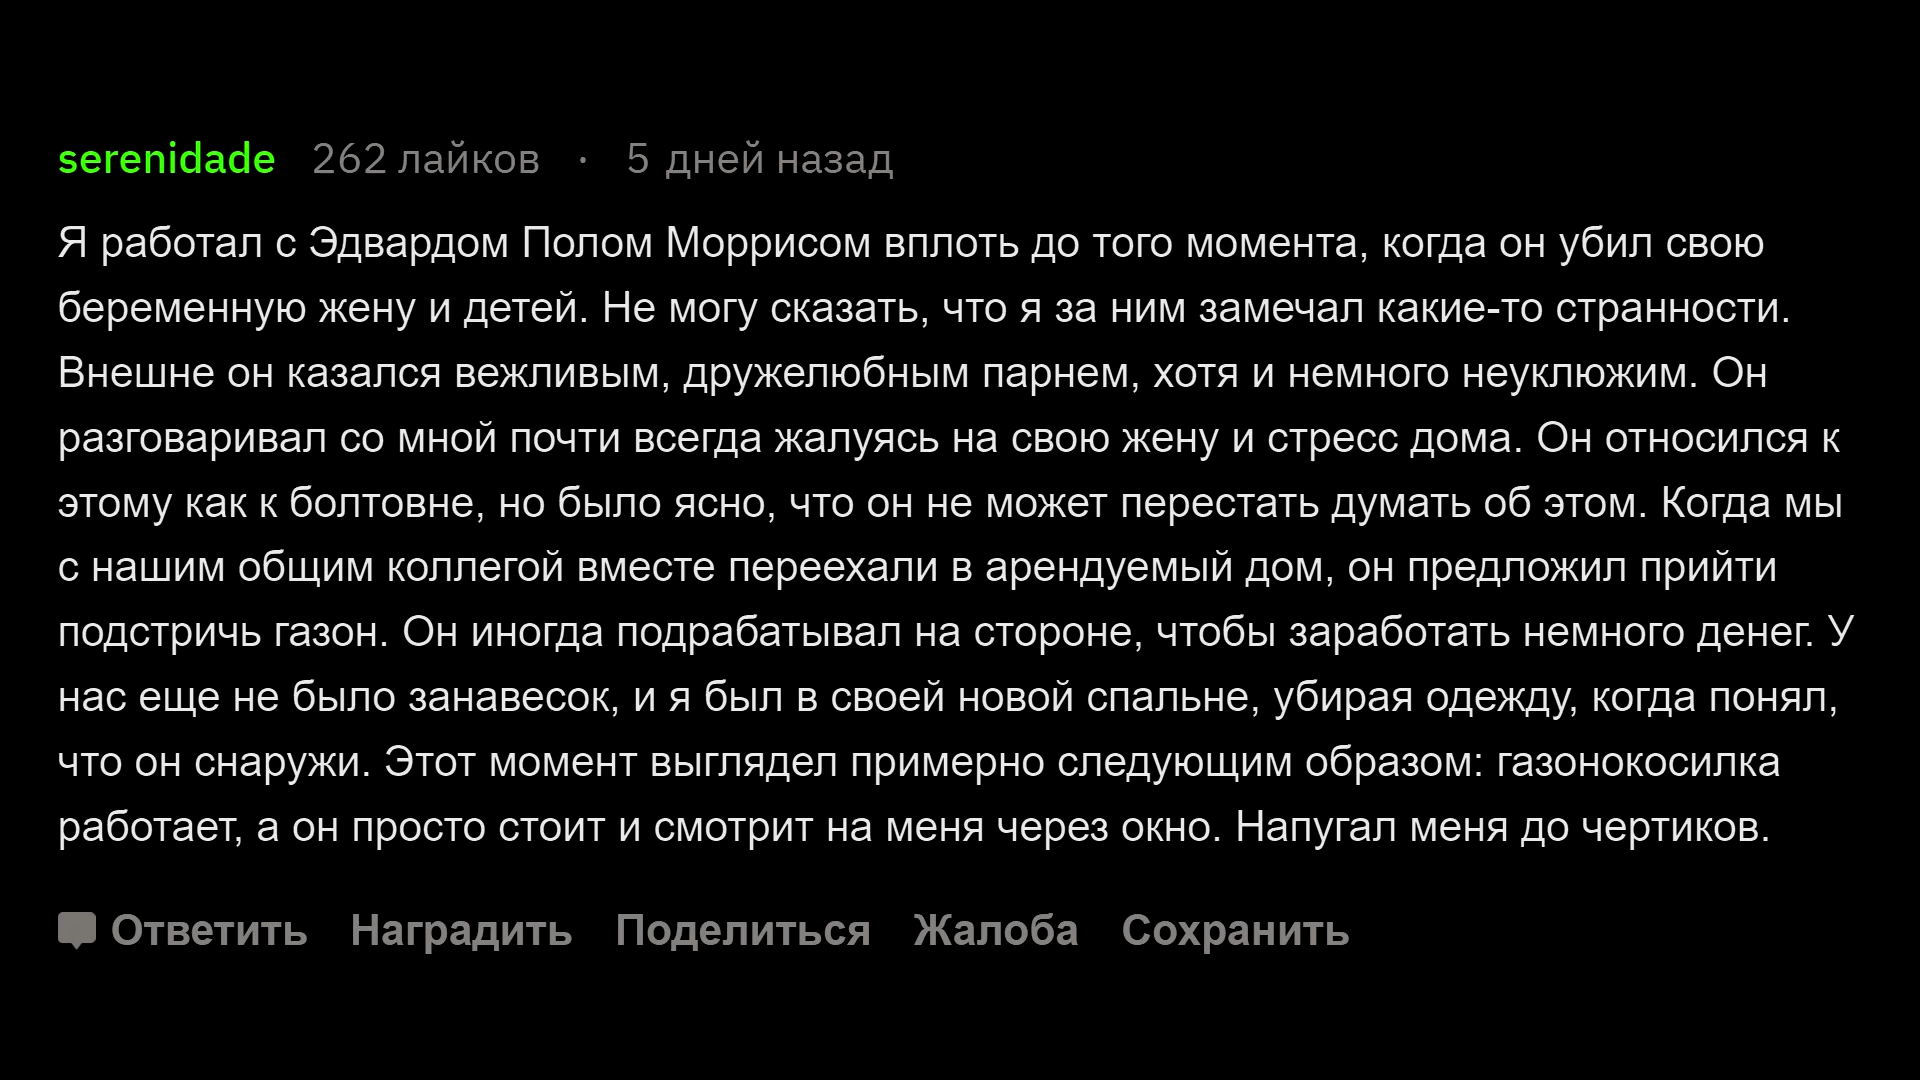 serenidade 262 лайков · 5 дней назад
Я работал с Эдвардом Полом Моррисом вплоть до того момента, когда он убил свою
беременную жену и детей. Не могу сказать, что я за ним замечал какие-то странности.
Внешне он казался вежливым, дружелюбным парнем, хотя и немного неуклюжим. Он
разговаривал со мной почти всегда жалуясь на свою жену и стресс дома. Он относился к
этому как к болтовне, но было ясно, что он не может перестать думать об этом. Когда мы
с нашим общим коллегой вместе переехали в арендуемый дом, он предложил прийти
подстричь газон. Он иногда подрабатывал на стороне, чтобы заработать немного денег. У
нас еще не было занавесок, и я был в своей новой спальне, убирая одежду, когда понял,
что он снаружи. Этот момент выглядел примерно следующим образом: газонокосилка
работает, а он просто стоит и смотрит на меня через окно. Напугал меня до чертиков.
Ответить Наградить Поделиться Жалоба Сохранить